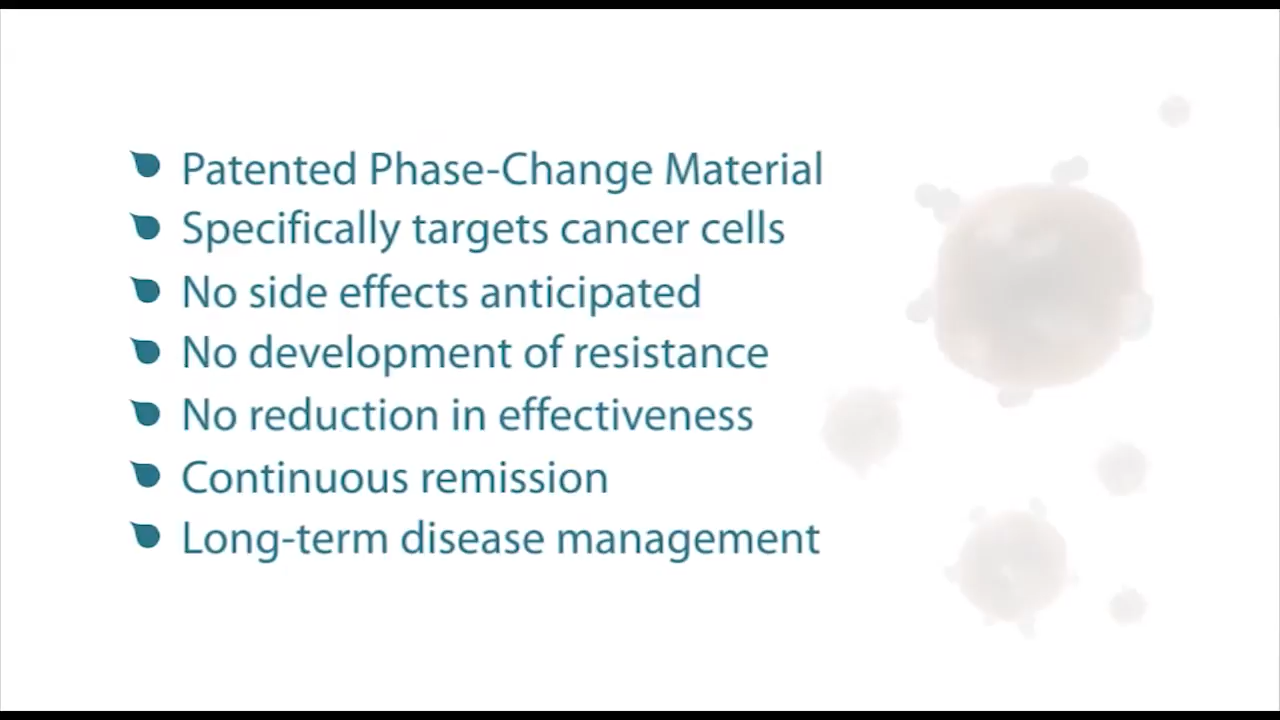 Patented Phase-Change Material
Specifically targets cancer cells
No side effects anticipated
No development of resistance
No reduction in effectiveness
Continuous remission
Long-term disease management